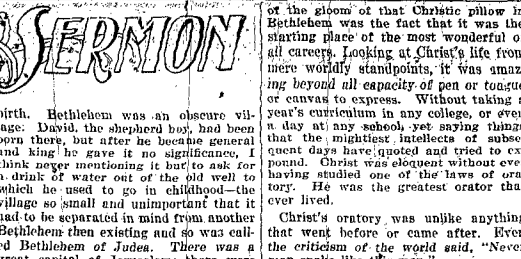 SERMON
birth. Bethlehem was an obscure vil-
lage: David, the shepherd boy, had been
born there, but after he became general
and king he gave it no significance, I
think never mentioning it but to ask for
a drink of water out of the old well to
which he used to go in childhood—the
village so small and unimportant that it
had to be separated in mind from another
Bethlehem then existing and so was call-
ed Bethlehem of Judea. There was a
capital of Jerusalem; there were
of the gloom of that Christic pillow in
Bethlehem was the fact that it was the
starting place of the most wonderful of
all careers. Looking at Christ's life from
mere worldly standpoints, it was amaz-
ing beyond all capacity of pen or tongue
or canvas to express. Without taking a
year's curriculum in any college, or even
a day at any school yet saying things
that the mightiest intellects of subse-
quent days have quoted and tried to ex-
pound. Christ was eloquent without ever
having studied one of the laws of ora-
tory. He was the greatest orator that
ever lived.
Christ's oratory was unlike anything
that went before or came after. Even
the criticism of the world said, "Never